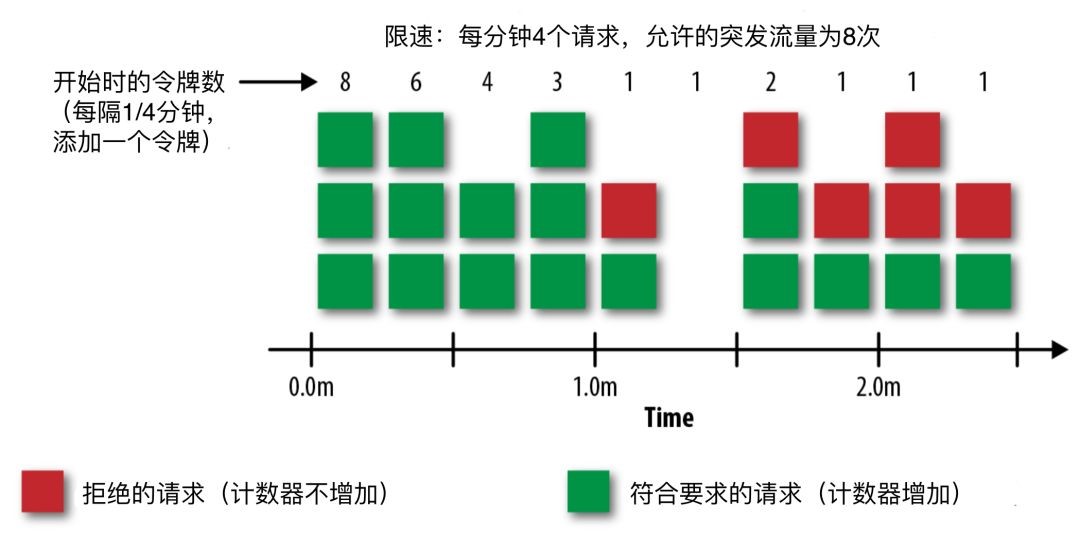 限速：每分钟4个请求，允许的突发流量为8次
开始时的令牌数 8 6 4 3 1 1 2 1 1 1
（每隔1/4分钟，
添加一个令牌）
0.0m 1.0m 2.0m
Time
拒绝的请求（计数器不增加） 符合要求的请求（计数器增加）